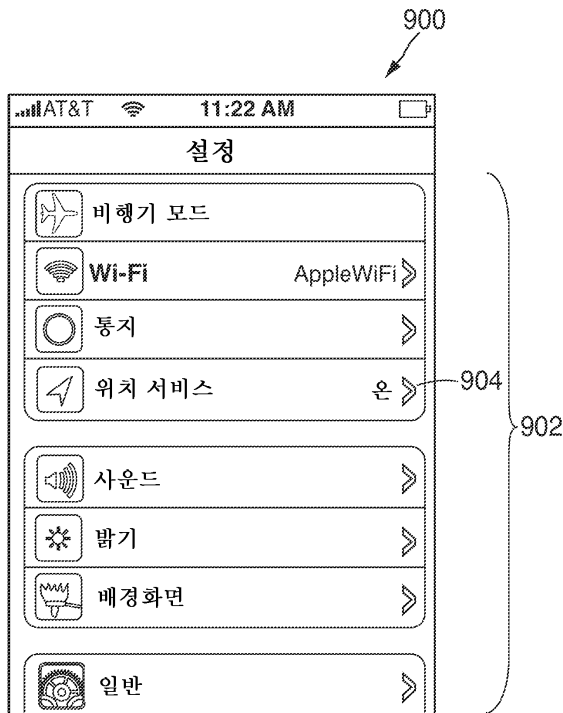 900
AT&T 11:22 AM
설정
비행기 모드
Wi-Fi AppleWiFi
통지
위치 서비스 온 904
902
사운드
밝기
배경화면
일반